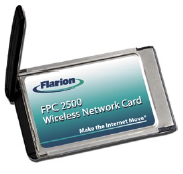 Flarion
FPC 2500
Wireless Network Card
Make the Internet Move®